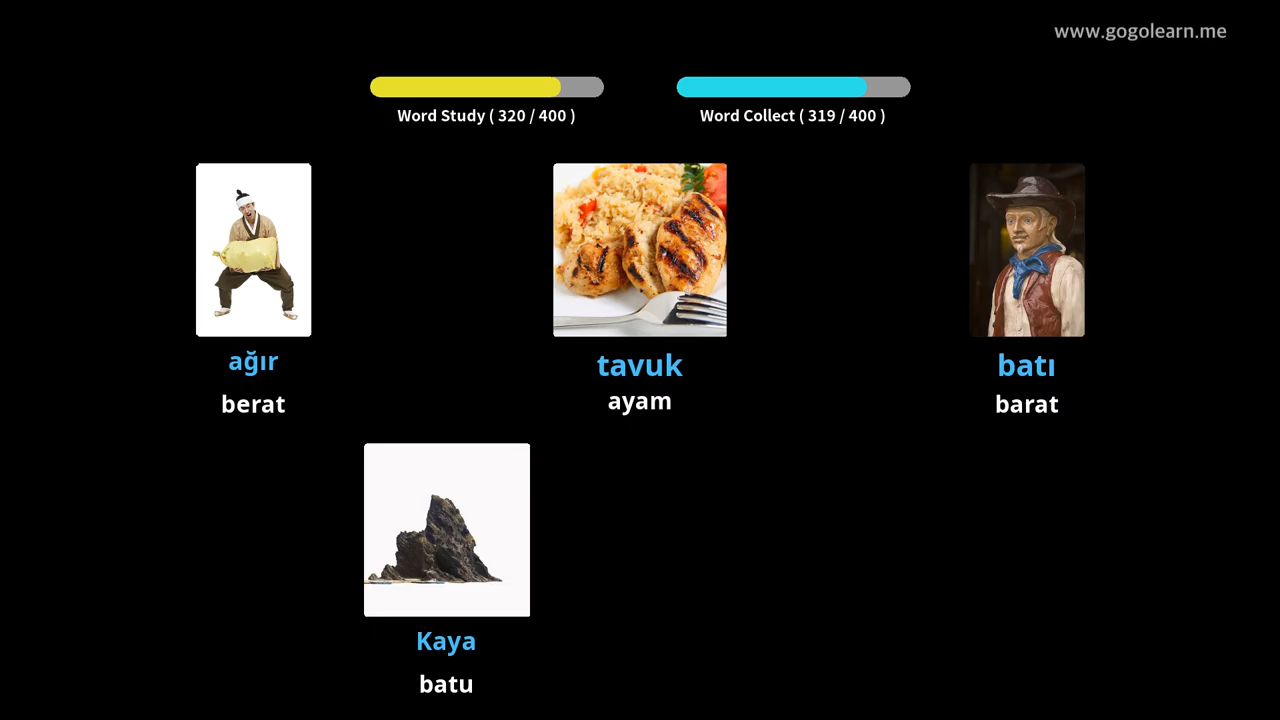 www.gogolearn.me
Word Study ( 320 / 400 )
Word Collect ( 319 / 400 )
ağır
berat
tavuk
ayam
batı
barat
Kaya
batu